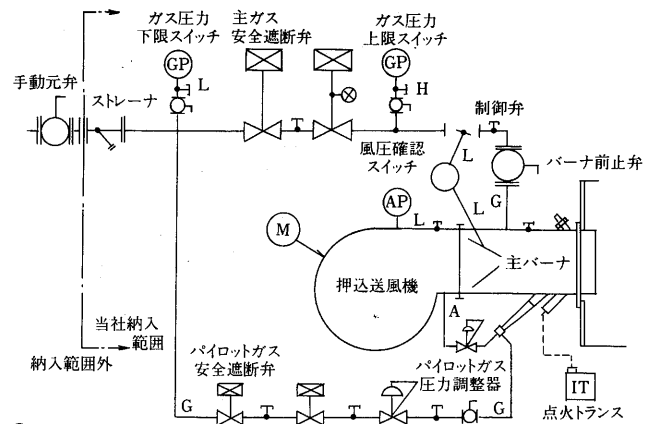 ガス圧力
下限スイッチ
主ガス
安全遮断弁
ガス圧力
上限スイッチ
手動元弁
GP
L
GP
H
ストレーナ
制御弁
風圧確認
スイッチ
L
バーナ前止弁
AP
L
L
G
M
押込送風機
主バーナ
A
当社納入
範囲
納入範囲外
パイロットガス
安全遮断弁
パイロットガス
圧力調整器
G
G
IT
点火トランス